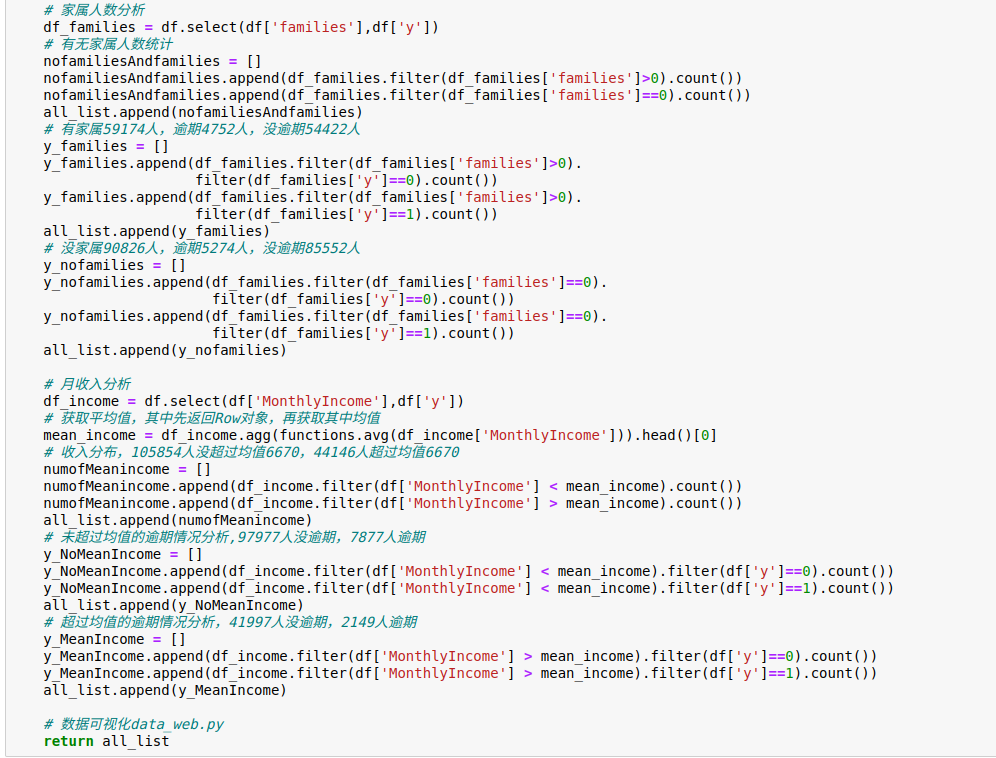 # 家属人数分析
df_families = df.select(df['families'],df['y'])
# 有无家属人数统计
nofamiliesAndfamilies = []
nofamiliesAndfamilies.append(df_families.filter(df_families['families']>0).count())
nofamiliesAndfamilies.append(df_families.filter(df_families['families']==0).count())
all_list.append(nofamiliesAndfamilies)
# 有家属59174人，逾期4752人，没逾期54422人
y_families = []
y_families.append(df_families.filter(df_families['families']>0).
                  filter(df_families['y']==0).count())
y_families.append(df_families.filter(df_families['families']>0).
                  filter(df_families['y']==1).count())
all_list.append(y_families)
# 没家属90826人，逾期5274人，没逾期85552人
y_nofamilies = []
y_nofamilies.append(df_families.filter(df_families['families']==0).
                    filter(df_families['y']==0).count())
y_nofamilies.append(df_families.filter(df_families['families']==0).
                    filter(df_families['y']==1).count())
all_list.append(y_nofamilies)

# 月收入分析
df_income = df.select(df['MonthlyIncome'],df['y'])
# 获取平均值，其中先返回Row对象，再获取其中均值
mean_income = df_income.agg(functions.avg(df_income['MonthlyIncome'])).head()[0]
# 收入分布，105854人没超过均值6670，44146人超过均值6670
numofMeanincome = []
numofMeanincome.append(df_income.filter(df['MonthlyIncome'] < mean_income).count())
numofMeanincome.append(df_income.filter(df['MonthlyIncome'] > mean_income).count())
all_list.append(numofMeanincome)
# 未超过均值的逾期情况分析,97977人没逾期，7877人逾期
y_NoMeanIncome = []
y_NoMeanIncome.append(df_income.filter(df['MonthlyIncome'] < mean_income).filter(df['y']==0).count())
y_NoMeanIncome.append(df_income.filter(df['MonthlyIncome'] < mean_income).filter(df['y']==1).count())
all_list.append(y_NoMeanIncome)
# 超过均值的逾期情况分析，41997人没逾期，2149人逾期
y_MeanIncome = []
y_MeanIncome.append(df_income.filter(df['MonthlyIncome'] > mean_income).filter(df['y']==0).count())
y_MeanIncome.append(df_income.filter(df['MonthlyIncome'] > mean_income).filter(df['y']==1).count())
all_list.append(y_MeanIncome)

# 数据可视化data_web.py
return all_list